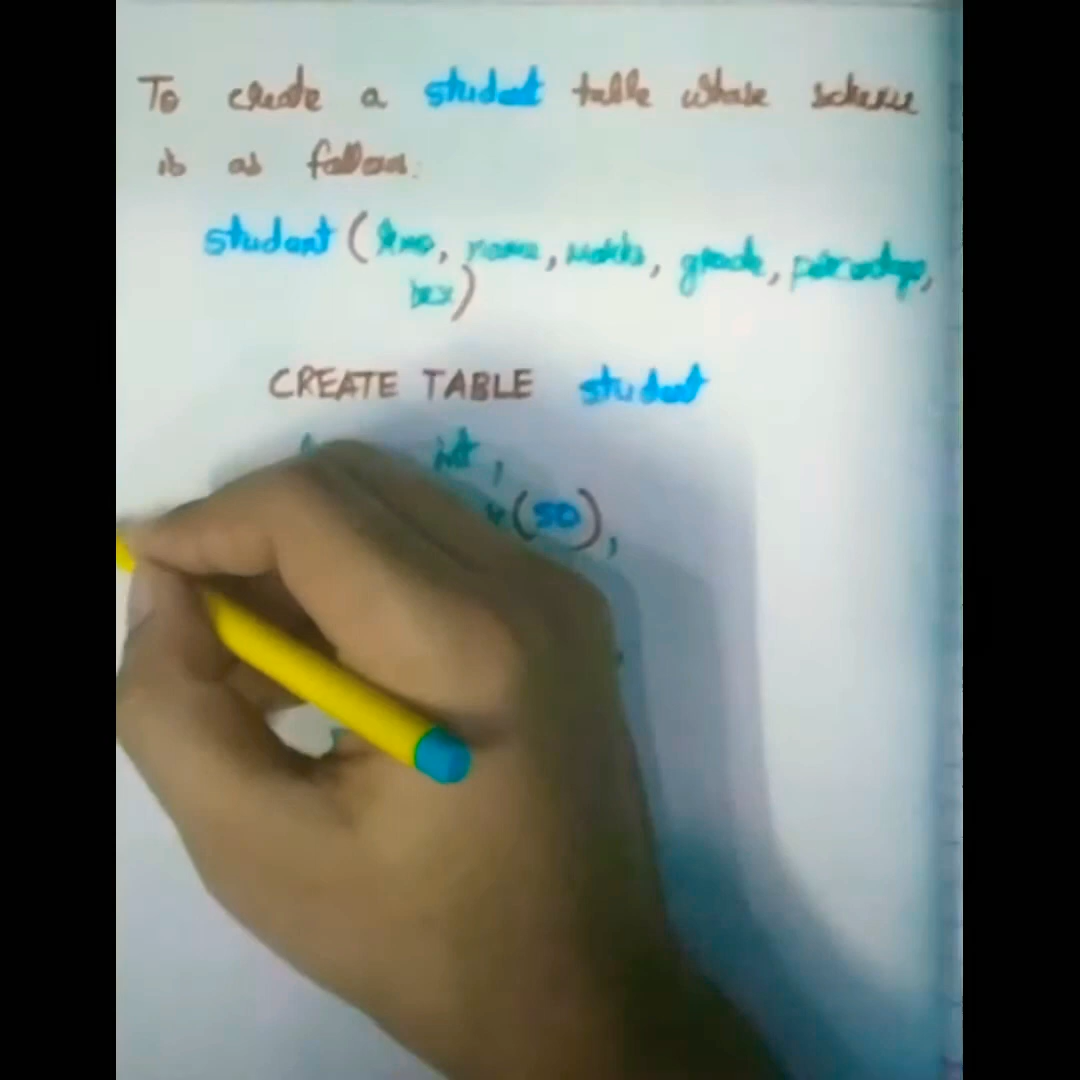 To create a student table whose scheme
is as follows.
student (rno, name, marks, grade, percentage,
sex)
CREATE TABLE student
int ,
(50),